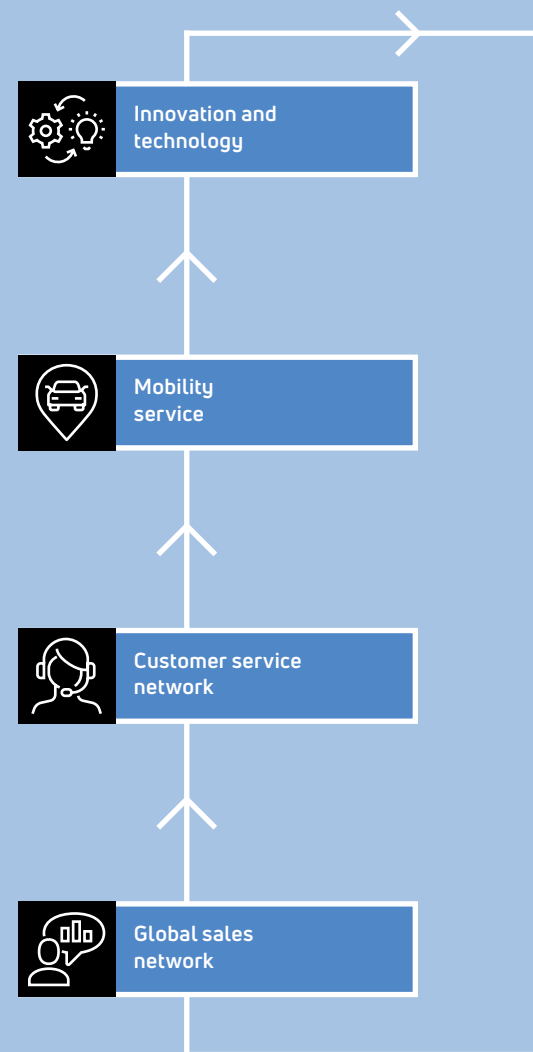 Innovation and
technology
Mobility
service
Customer service
network
Global sales
network